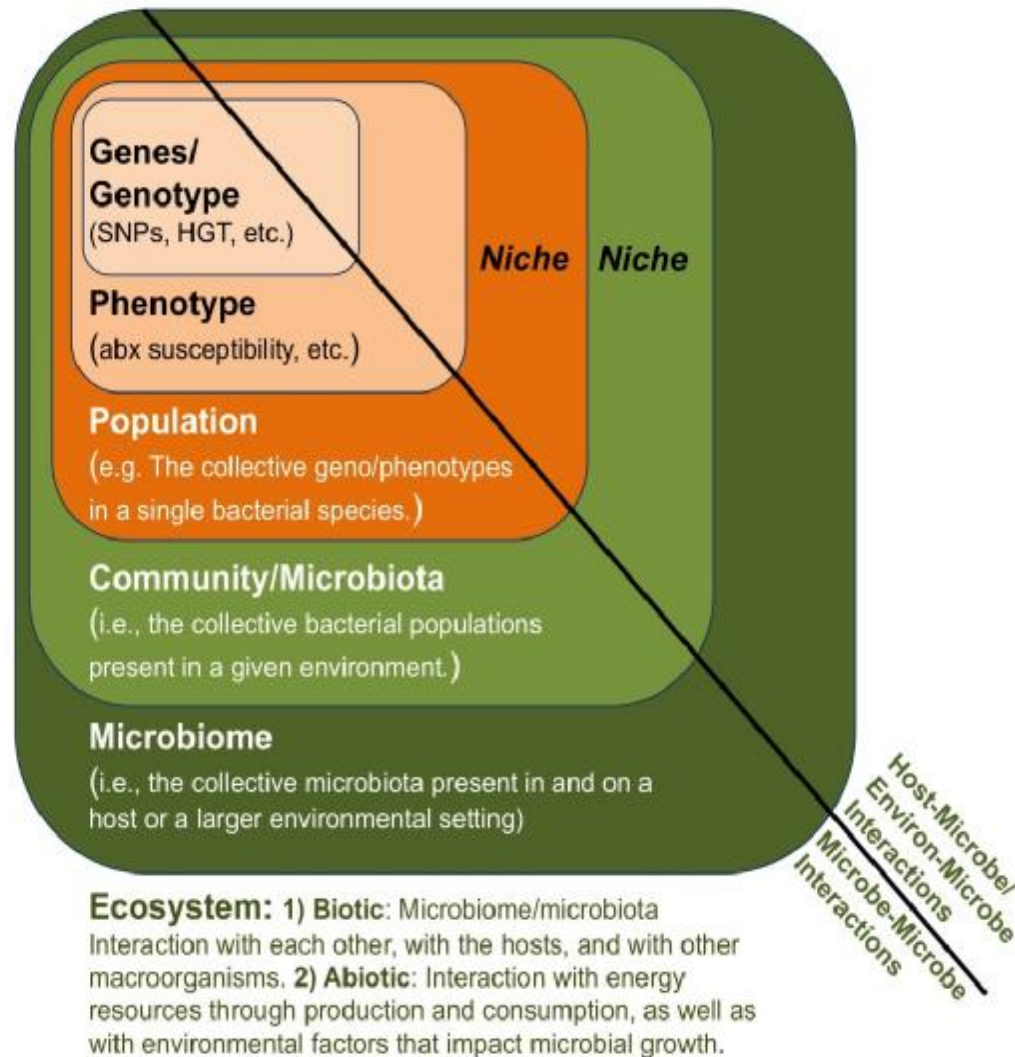 Genes/
Genotype
(SNPs, HGT, etc.)
Phenotype
(abx susceptibility, etc.)
Niche
Niche
Population
(e.g. The collective geno/phenotypes
in a single bacterial species.)
Community/Microbiota
(i.e., the collective bacterial populations
present in a given environment.)
Microbiome
(i.e., the collective microbiota present in and on a
host or a larger environmental setting)
Host-Microbe/
Environ-Microbe
Interactions
Microbe-Microbe
Interactions
Ecosystem: 1) Biotic: Microbiome/microbiota
Interaction with each other, with the hosts, and with other
macroorganisms. 2) Abiotic: Interaction with energy
resources through production and consumption, as well as
with environmental factors that impact microbial growth.